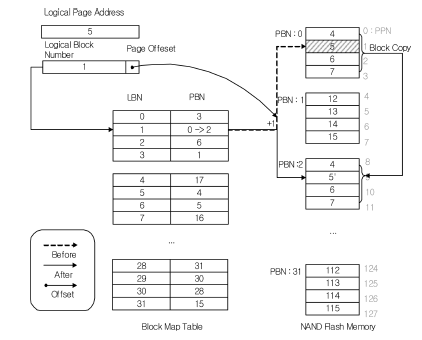 Logical Page Address
5
Logical Block
Number
Page Offeset
1
LBN PBN
0 3
1 0 -> 2
2 6
3 1
4 17
5 4
6 5
7 16
...
28 31
29 30
30 28
31 15
Block Map Table
Before
After
Offset
+1
PBN : 0
4
5
6
7
0 : PPN
1
2
3
Block Copy
PBN : 1
12
13
14
15
4
5
6
7
PBN :2
4
5'
6
7
8
10
11
...
PBN : 31
112
113
114
115
124
125
126
127
NAND Flash Memory